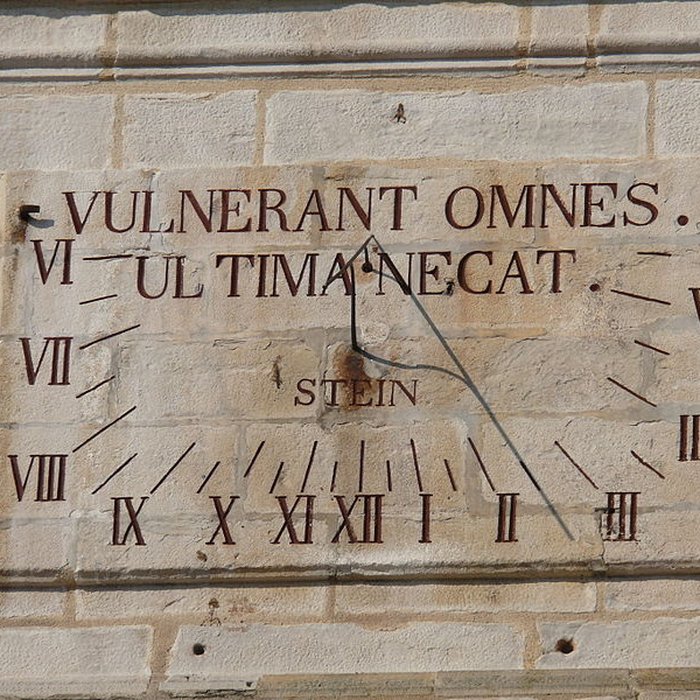 VULNERANT OMNES.
VI ULTIMA NECAT.
VII
STEIN
VIII
IX X XI XII I II III